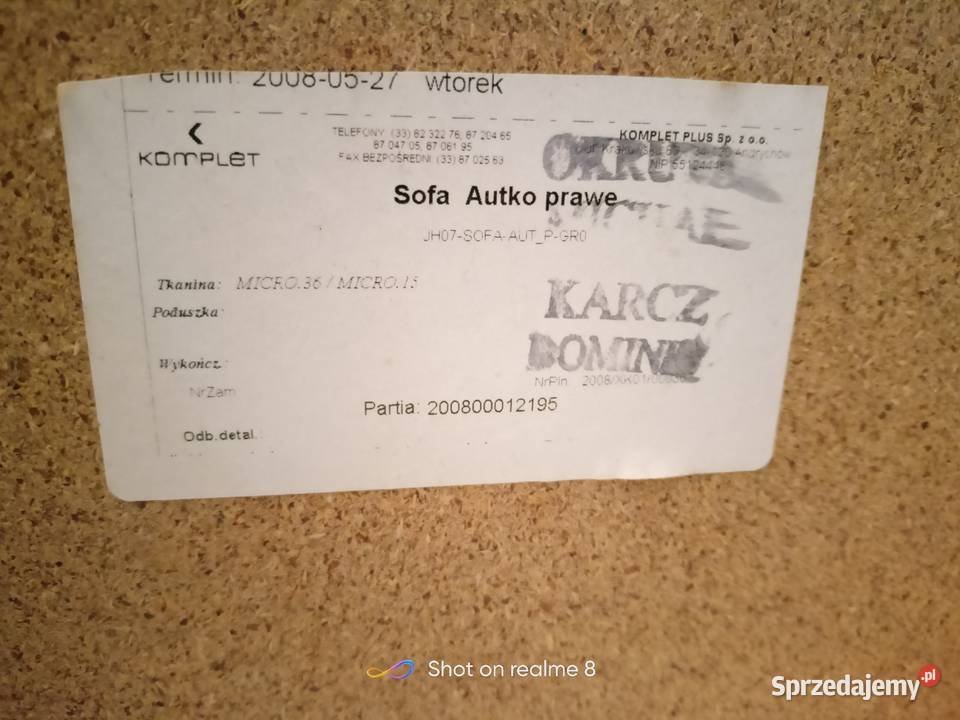 Termin: 2008-05-27 wtorek
KOMPLET
TELEFONY: (33) 82 322 76, 87 204 65
87 047 05, 87 061 95
FAX BEZPOŚREDNI (33) 87 025 63
KOMPLET PLUS Sp. z o.o.
Sofa Autko prawe
JH07-SOFA-AUT_P-GR0
Tkanina: MICRO.36 / MICRO.15
Poduszka:
KARCZ
DOMINIK
Wykończ.:
NrZam
NrPin
Partia: 200800012195
Odb.detal.:
Shot on realme 8
Sprzedajemy.pl